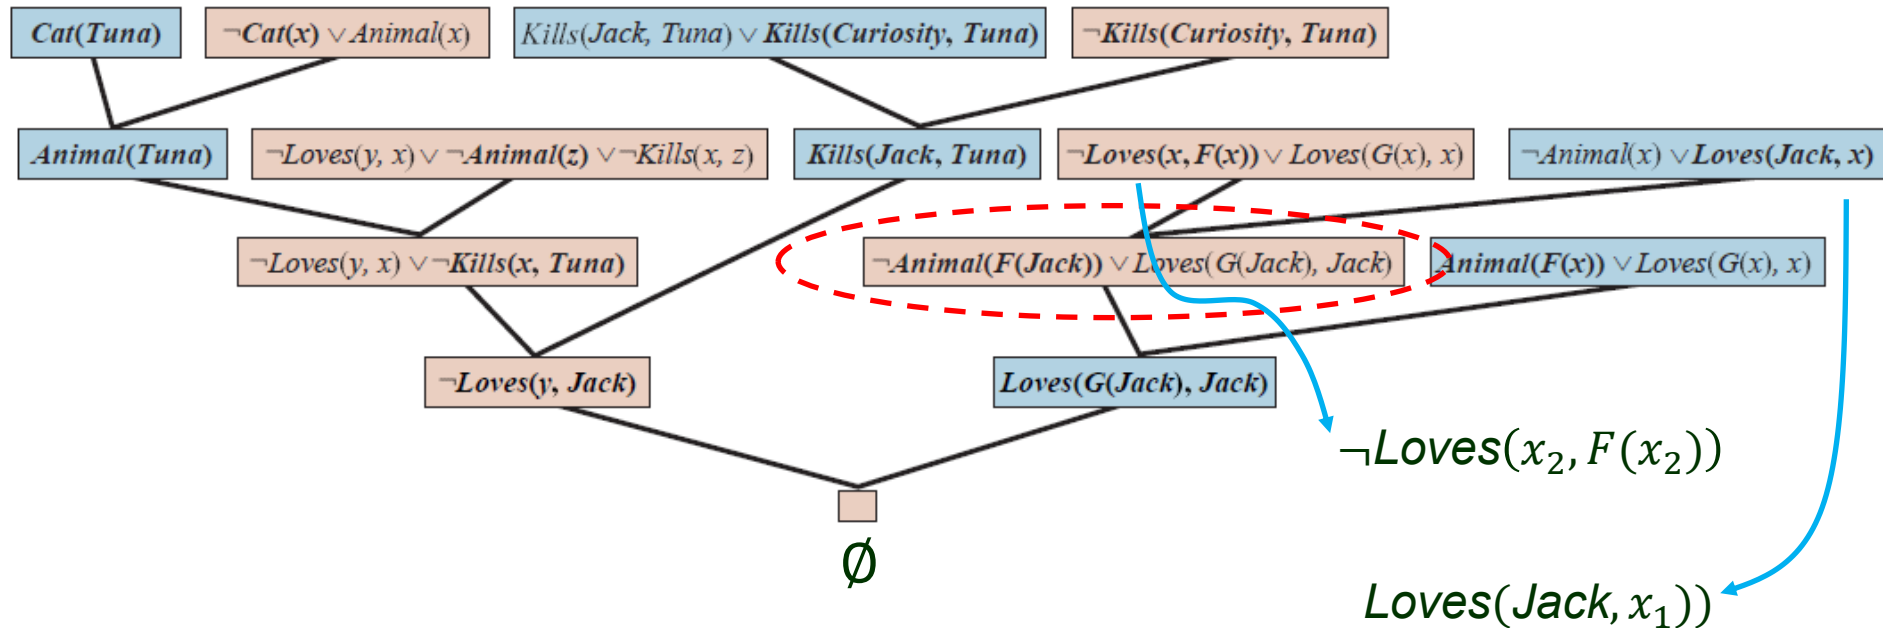 Cat(Tuna) ¬Cat(x) ∨ Animal(x) Kills(Jack, Tuna) ∨ Kills(Curiosity, Tuna) ¬Kills(Curiosity, Tuna)
Animal(Tuna) ¬Loves(y, x) ∨ ¬Animal(z) ∨ ¬Kills(x, z) Kills(Jack, Tuna) ¬Loves(x, F(x)) ∨ Loves(G(x), x) ¬Animal(x) ∨ Loves(Jack, x)
¬Loves(y, x) ∨ ¬Kills(x, Tuna) ¬Animal(F(Jack)) ∨ Loves(G(Jack), Jack) Animal(F(x)) ∨ Loves(G(x), x)
¬Loves(y, Jack) Loves(G(Jack), Jack)
¬Loves(x₂, F(x₂))
∅
Loves(Jack, x₁))